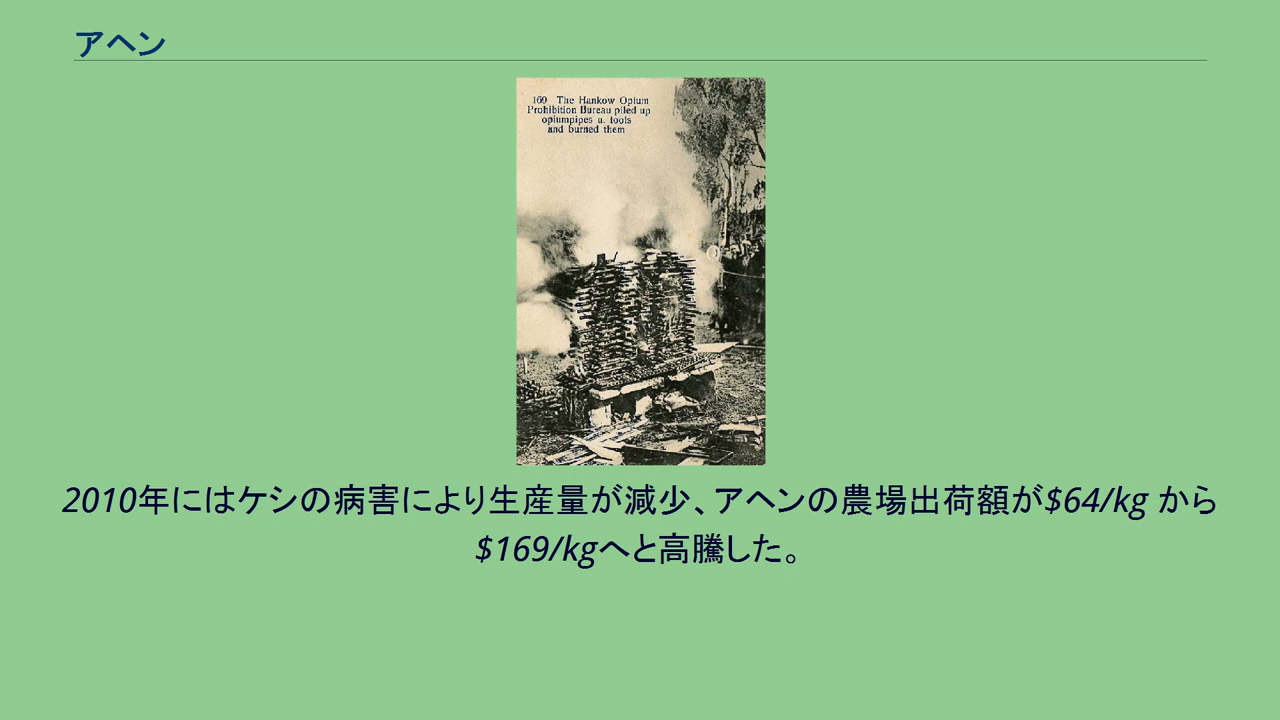 アヘン
169 The Hankow Opium
Prohibition Bureau piled up
opiumpipes u. tools
and burned them
2010年にはケシの病害により生産量が減少、アヘンの農場出荷額が$64/kg から
$169/kgへと高騰した。